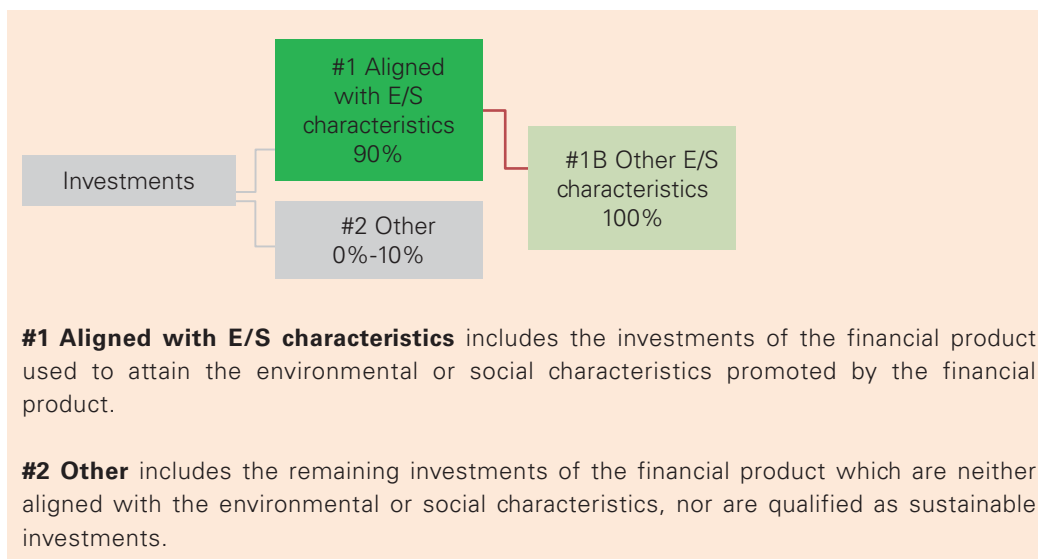 #1 Aligned
with E/S
characteristics
90%
Investments
#1B Other E/S
characteristics
100%
#2 Other
0%-10%
#1 Aligned with E/S characteristics includes the investments of the financial product
used to attain the environmental or social characteristics promoted by the financial
product.
#2 Other includes the remaining investments of the financial product which are neither
aligned with the environmental or social characteristics, nor are qualified as sustainable
investments.